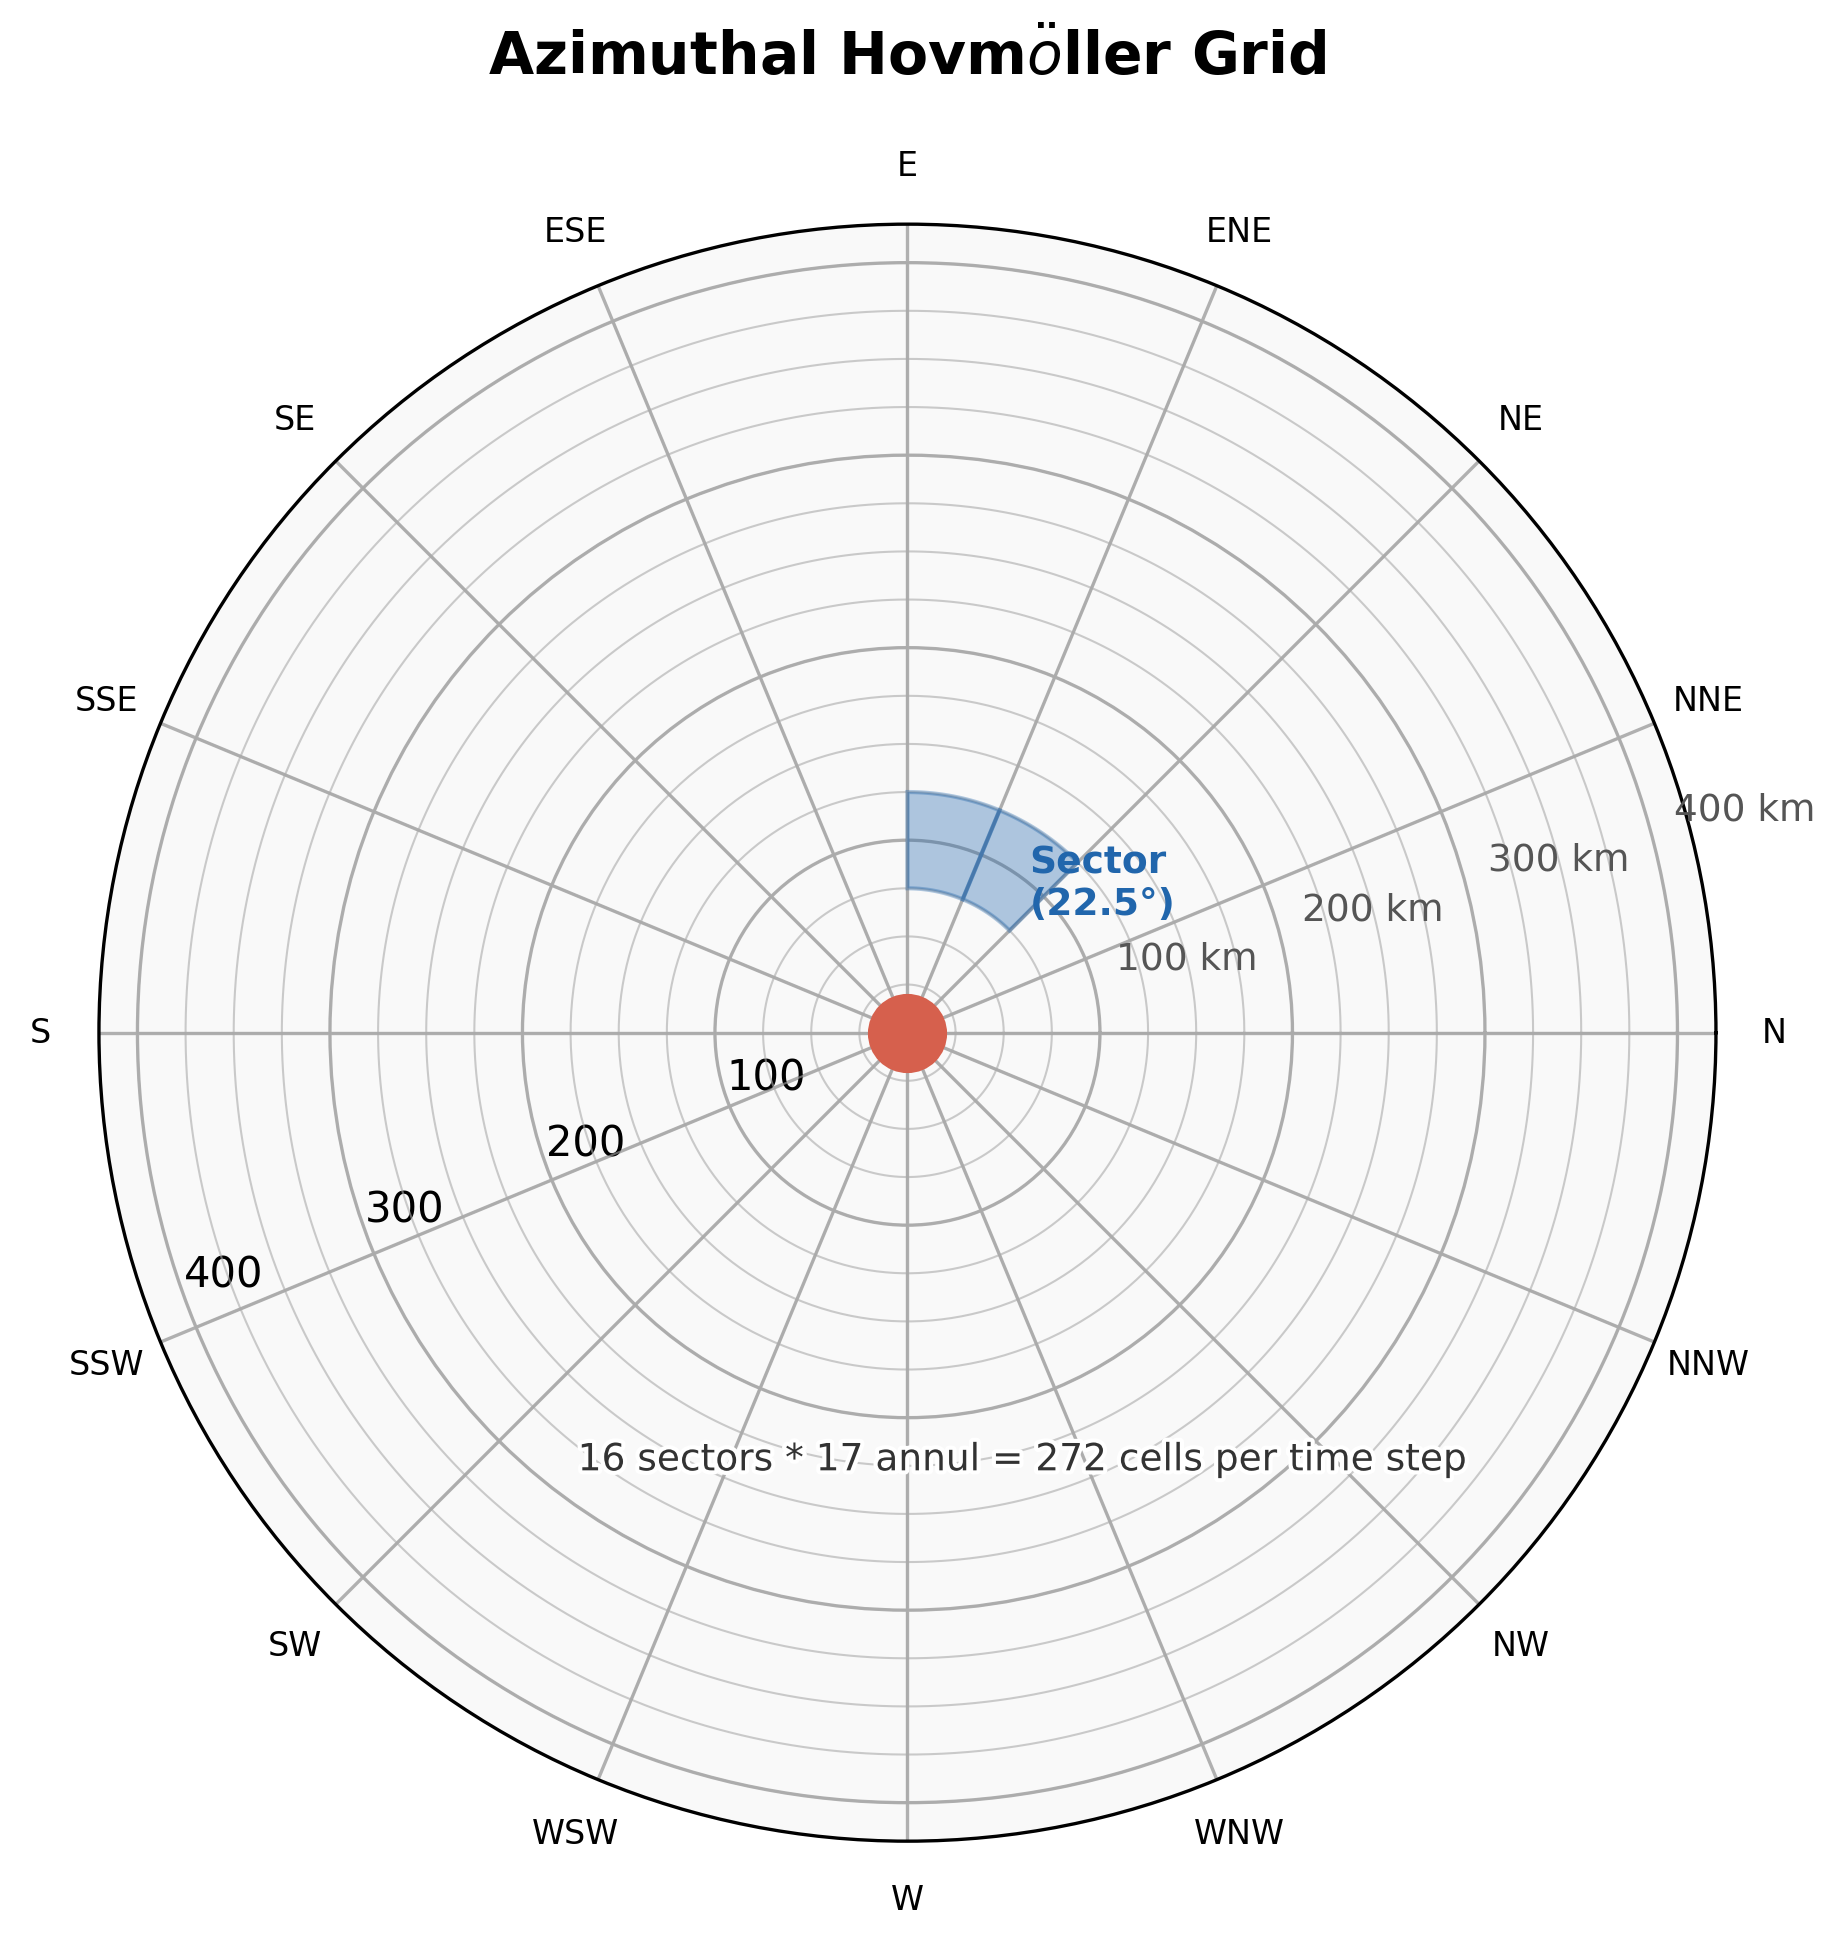 Azimuthal Hovmöller Grid
E
ESE
ENE
SE
NE
SSE
NNE
400 km
300 km
Sector
(22.5°)
200 km
100 km
S
N
100
200
300
400
SSW
NNW
16 sectors * 17 annul = 272 cells per time step
SW
NW
WSW
WNW
W